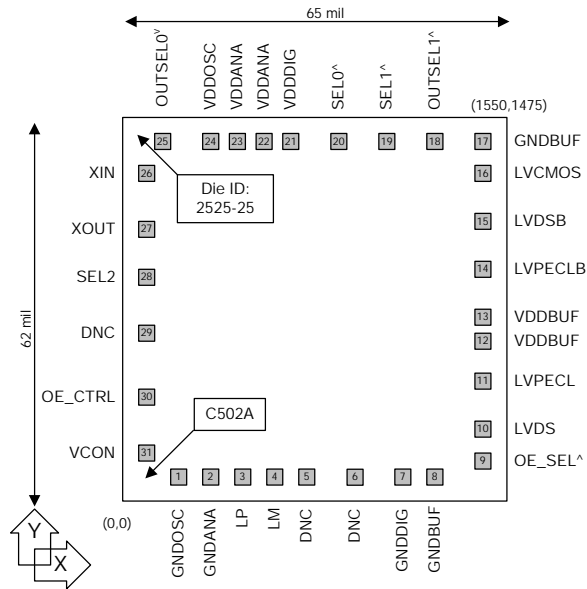 65 mil
OUTSEL0^v
VDDOSC
VDDANA
VDDANA
VDDDIG
SEL0^
SEL1^
OUTSEL1^
(1550,1475)
25
24
23
22
21
20
19
18
17
GNDBUF
XIN
26
Die ID:
2525-25
16
LVCMOS
XOUT
27
15
LVDSB
SEL2
28
14
LVPECLB
62 mil
DNC
29
13
VDDBUF
12
VDDBUF
OE_CTRL
30
C502A
11
LVPECL
VCON
31
10
LVDS
9
OE_SEL^
1
2
3
4
5
6
7
8
(0,0)
GNDOSC
GNDANA
LP
LM
DNC
DNC
GNDDIG
GNDBUF
Y
X